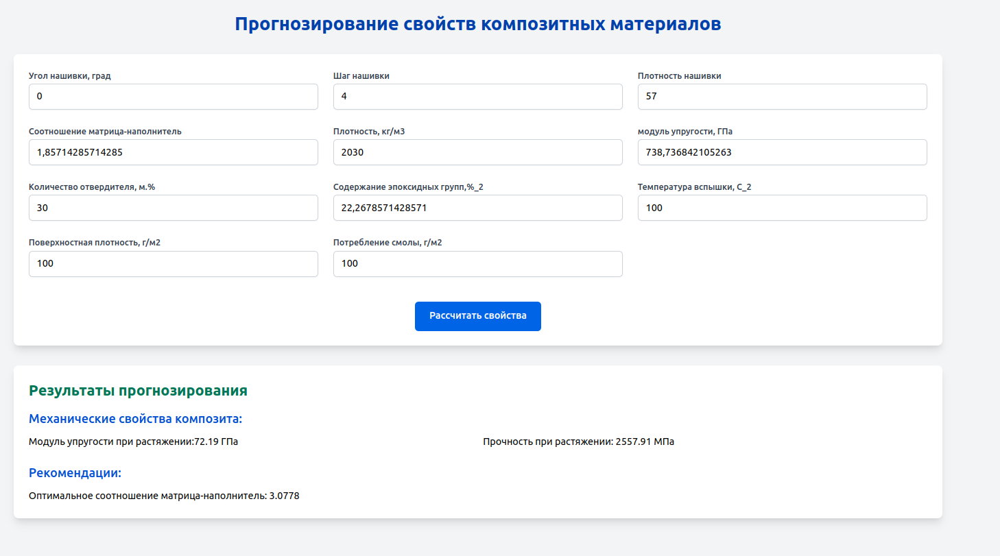 Прогнозирование свойств композитных материалов
Угол нашивки, град
Шаг нашивки
Плотность нашивки
0
4
57
Соотношение матрица-наполнитель
Плотность, кг/м3
модуль упругости, ГПа
1,85714285714285
2030
738,736842105263
Количество отвердителя, м.%
Содержание эпоксидных групп,%_2
Температура вспышки, С_2
30
22,2678571428571
100
Поверхностная плотность, г/м2
Потребление смолы, г/м2
100
100
Рассчитать свойства
Результаты прогнозирования
Механические свойства композита:
Модуль упругости при растяжении:72.19 ГПа
Прочность при растяжении: 2557.91 МПа
Рекомендации:
Оптимальное соотношение матрица-наполнитель: 3.0778